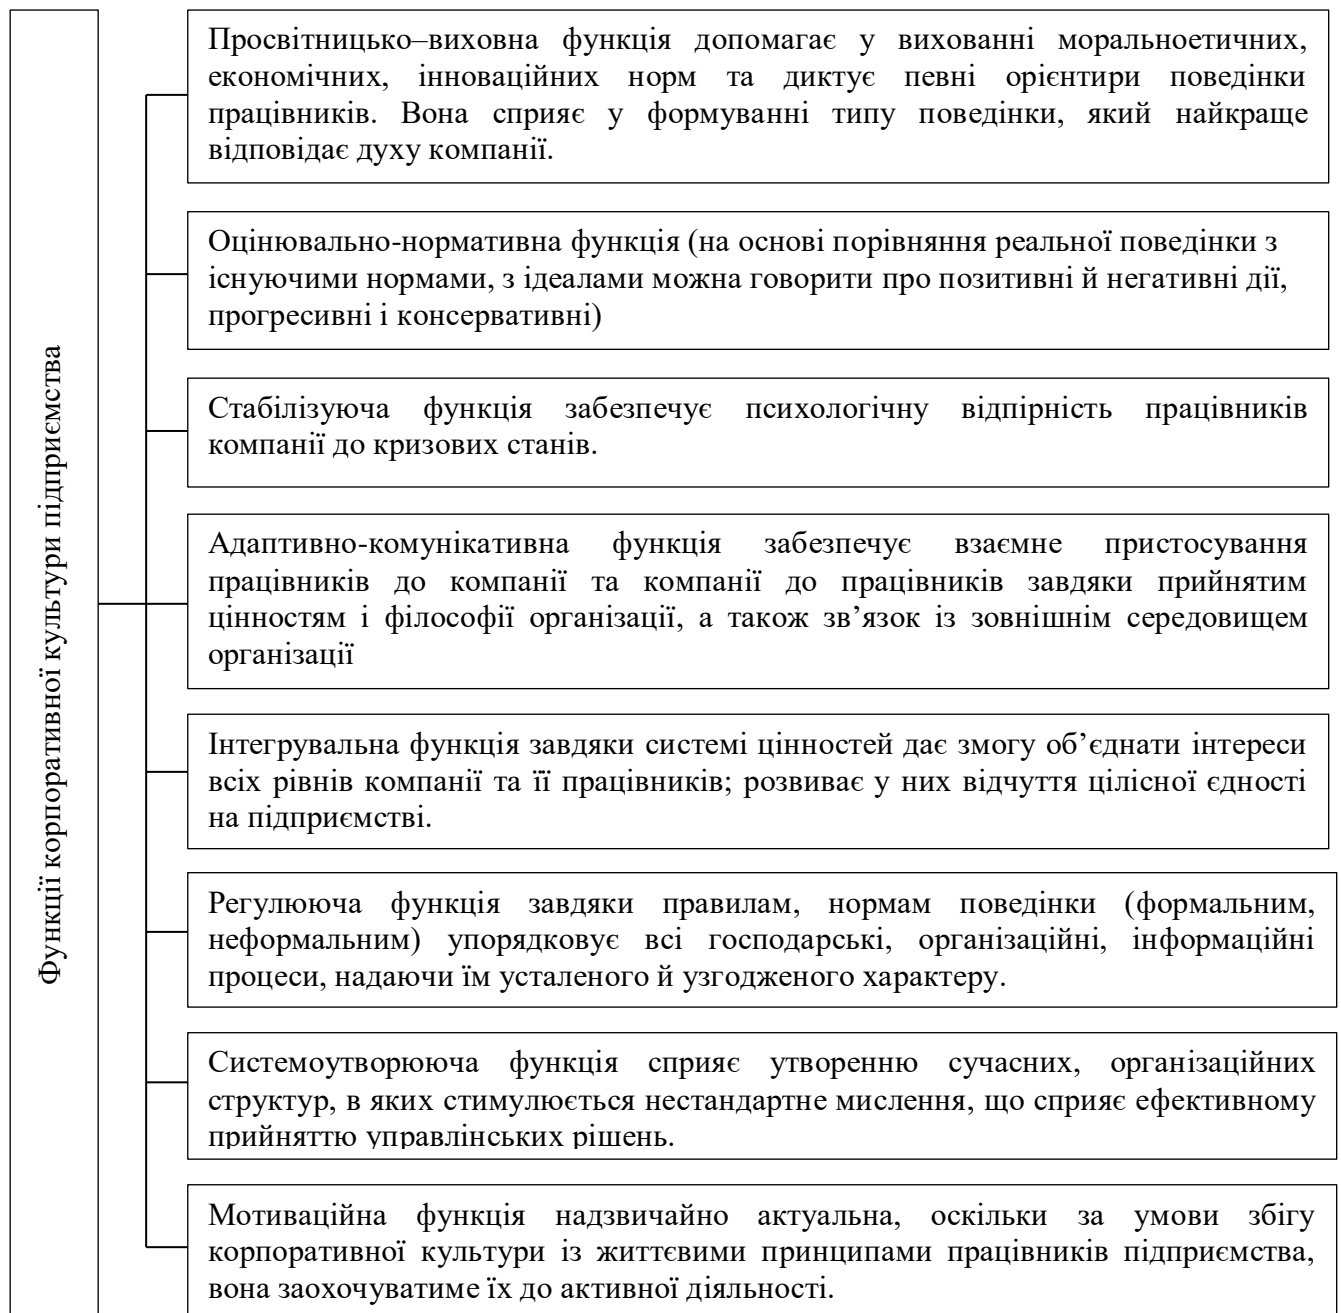 Функції корпоративної культури підприємства
Просвітницько–виховна функція допомагає у вихованні моральноетичних,
економічних, інноваційних норм та диктує певні орієнтири поведінки
працівників. Вона сприяє у формуванні типу поведінки, який найкраще
відповідає духу компанії.
Оцінювально-нормативна функція (на основі порівняння реальної поведінки з
існуючими нормами, з ідеалами можна говорити про позитивні й негативні дії,
прогресивні і консервативні)
Стабілізуюча функція забезпечує психологічну відпірність працівників
компанії до кризових станів.
Адаптивно-комунікативна функція забезпечує взаємне пристосування
працівників до компанії та компанії до працівників завдяки прийнятим
цінностям і філософії організації, а також зв’язок із зовнішнім середовищем
організації
Інтегрувальна функція завдяки системі цінностей дає змогу об’єднати інтереси
всіх рівнів компанії та її працівників; розвиває у них відчуття цілісної єдності
на підприємстві.
Регулююча функція завдяки правилам, нормам поведінки (формальним,
неформальним) упорядковує всі господарські, організаційні, інформаційні
процеси, надаючи їм усталеного й узгодженого характеру.
Системоутворююча функція сприяє утворенню сучасних, організаційних
структур, в яких стимулюється нестандартне мислення, що сприяє ефективному
прийняттю управлінських рішень.
Мотиваційна функція надзвичайно актуальна, оскільки за умови збігу
корпоративної культури із життєвими принципами працівників підприємства,
вона заохочуватиме їх до активної діяльності.